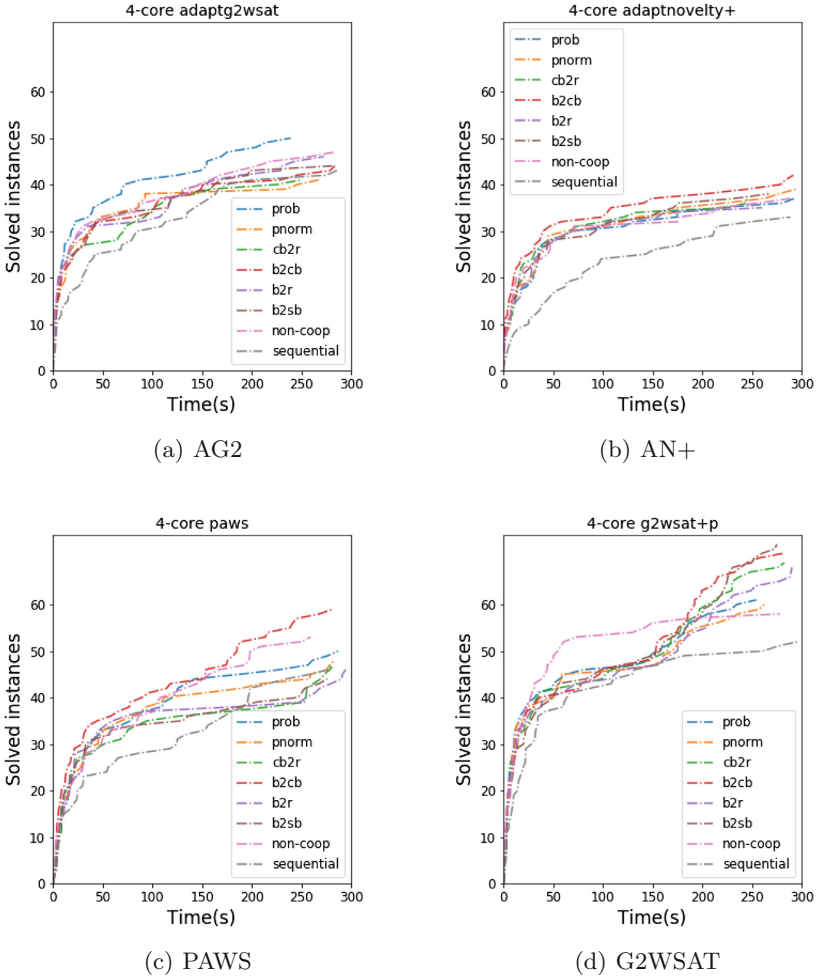 4-core adaptg2wsat
Solved instances
60
50
40
30
20
10
0
prob
pnorm
cb2r
b2cb
b2r
b2sb
non-coop
sequential
0 50 100 150 200 250 300
Time(s)
(a) AG2
4-core adaptnovelty+
Solved instances
60
50
40
30
20
10
0
prob
pnorm
cb2r
b2cb
b2r
b2sb
non-coop
sequential
0 50 100 150 200 250 300
Time(s)
(b) AN+
4-core paws
Solved instances
60
50
40
30
20
10
0
prob
pnorm
cb2r
b2cb
b2r
b2sb
non-coop
sequential
0 50 100 150 200 250 300
Time(s)
(c) PAWS
4-core g2wsat+p
Solved instances
60
50
40
30
20
10
0
prob
pnorm
cb2r
b2cb
b2r
b2sb
non-coop
sequential
0 50 100 150 200 250 300
Time(s)
(d) G2WSAT